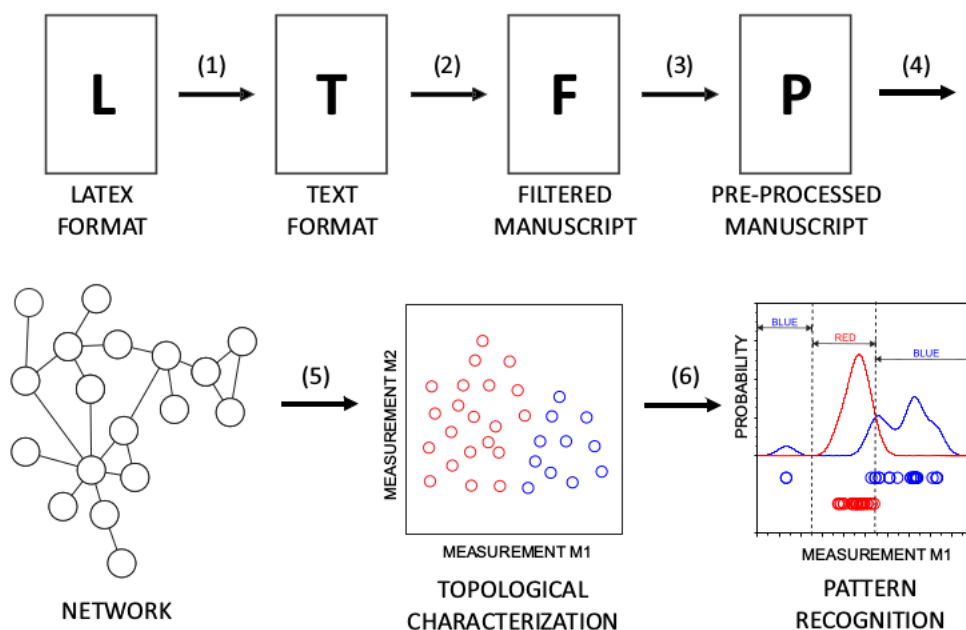 (1)
(2)
(3)
(4)
L
T
F
P
LATEX
FORMAT
TEXT
FORMAT
FILTERED
MANUSCRIPT
PRE-PROCESSED
MANUSCRIPT
(5)
(6)
MEASUREMENT M2
MEASUREMENT M1
PROBABILITY
BLUE
RED
BLUE
MEASUREMENT M1
NETWORK
TOPOLOGICAL
CHARACTERIZATION
PATTERN
RECOGNITION